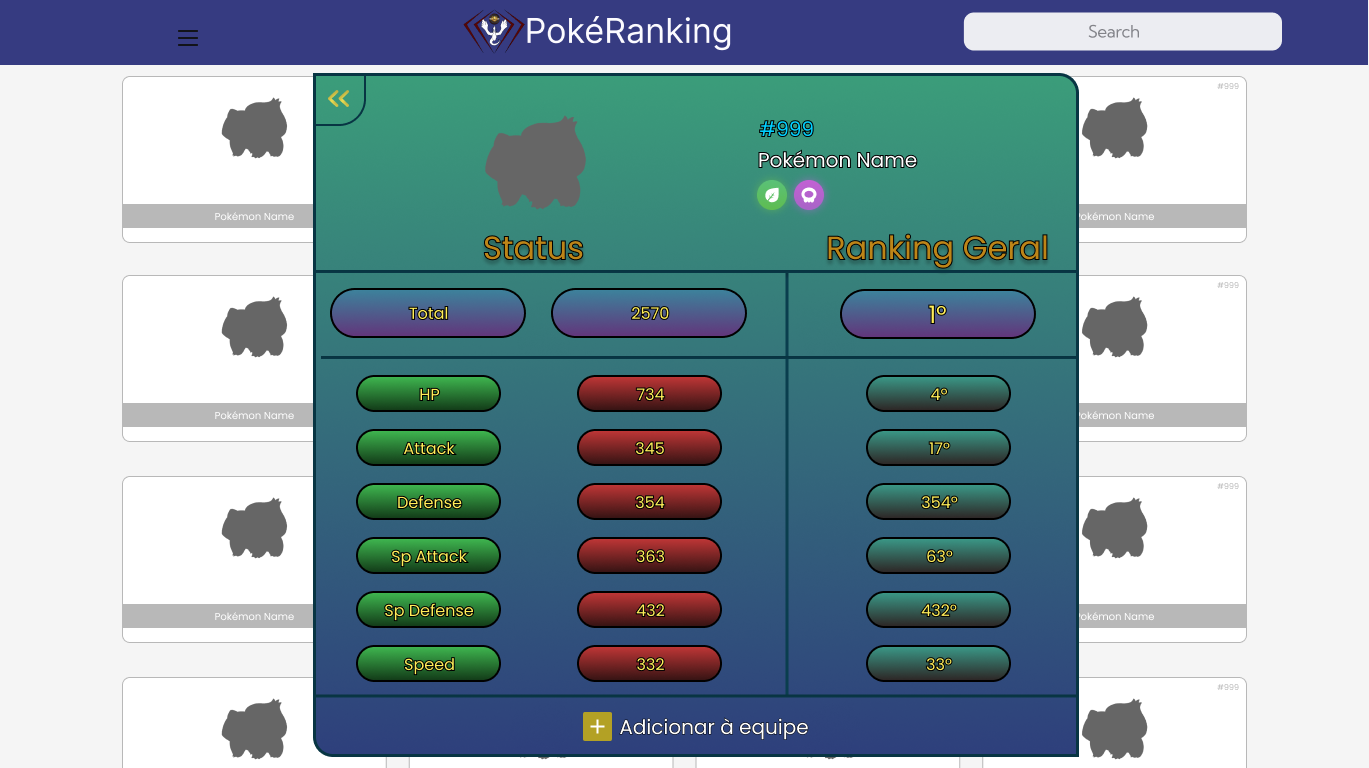 PokéRanking
Search
#999
Pokémon Name
#999
Pokémon Name
Status
Ranking Geral
Total 2570 1º
HP 734 4º
Attack 345 17º
Defense 354 354º
Sp Attack 363 63º
Sp Defense 432 432º
Speed 332 33º
Adicionar à equipe
Pokémon Name
#999
Pokémon Name
Pokémon Name
#999
Pokémon Name
Pokémon Name
#999
Pokémon Name